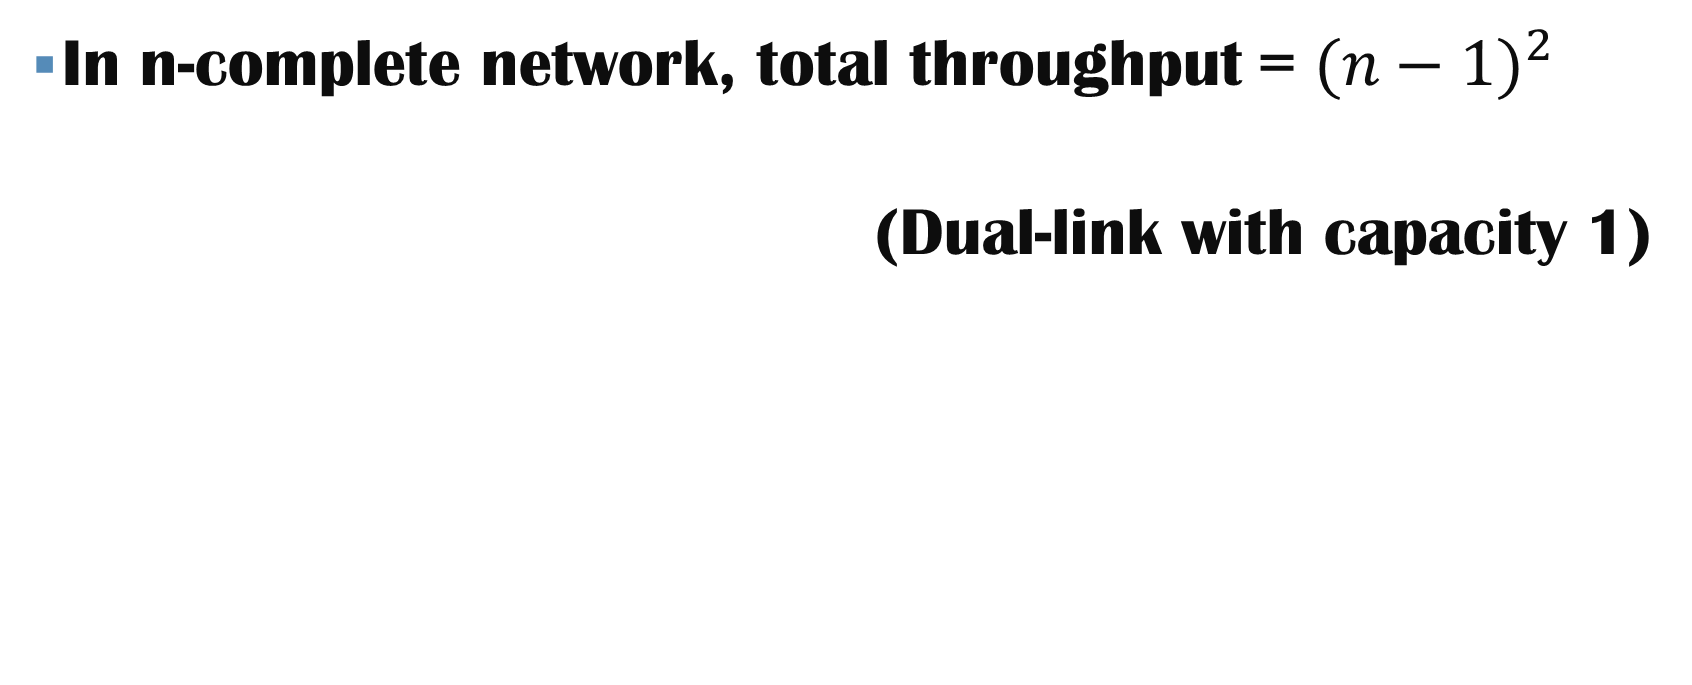 ▪In n-complete network, total throughput = (𝑛 − 1)²
(Dual-link with capacity 1)